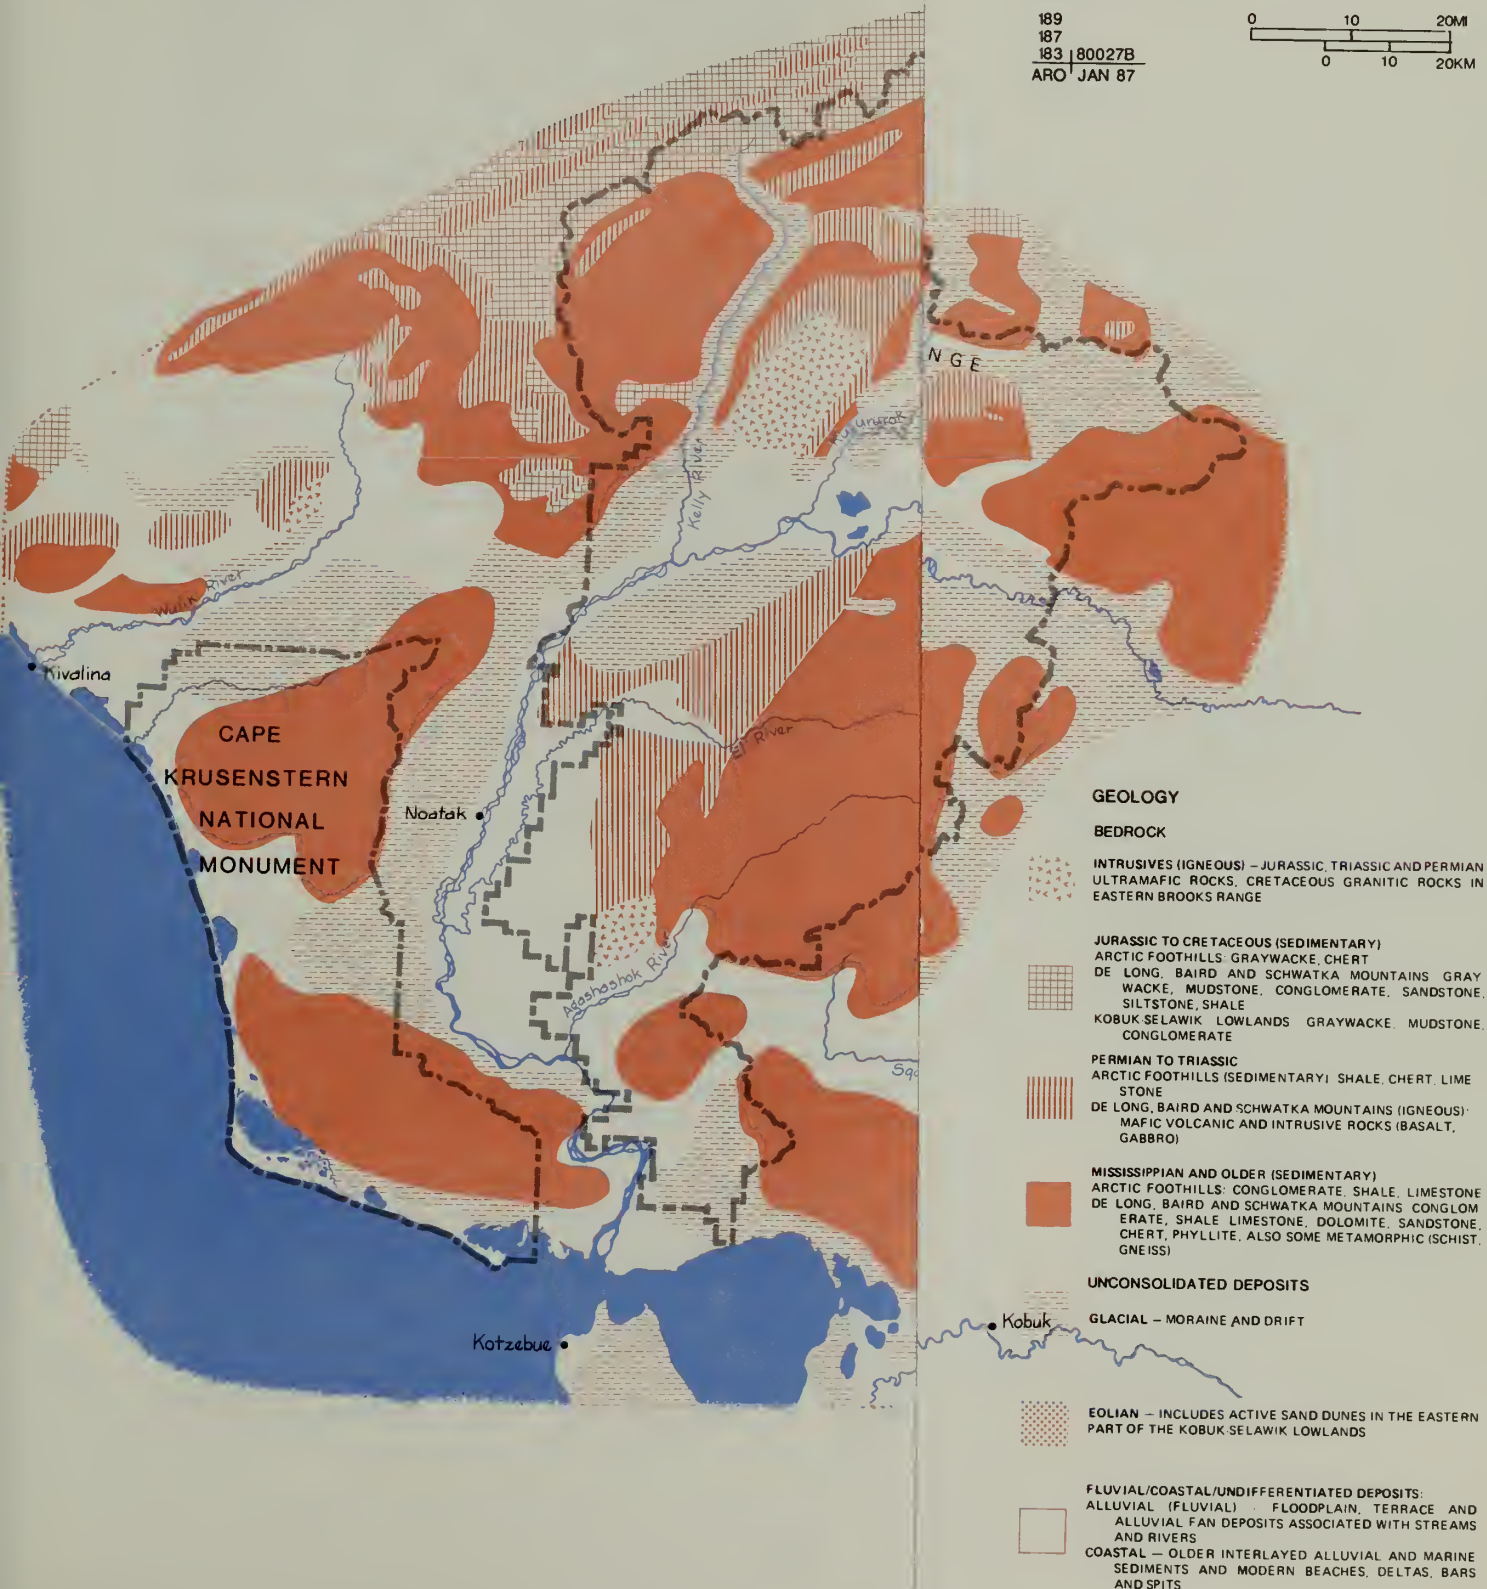 189
187
183 80027B
ARO JAN 87
0 10 20MI
0 10 20KM
NGE
Kelly River
Wulik River
Kivalina
CAPE
KRUSENSTERN
NATIONAL
MONUMENT
Noatak
Eli River
Agashashok River
Sqa
Kotzebue
Kobuk
GEOLOGY
BEDROCK
INTRUSIVES (IGNEOUS) – JURASSIC, TRIASSIC AND PERMIAN
ULTRAMAFIC ROCKS, CRETACEOUS GRANITIC ROCKS IN
EASTERN BROOKS RANGE
JURASSIC TO CRETACEOUS (SEDIMENTARY)
ARCTIC FOOTHILLS: GRAYWACKE, CHERT
DE LONG, BAIRD AND SCHWATKA MOUNTAINS GRAY
WACKE, MUDSTONE, CONGLOMERATE, SANDSTONE,
SILTSTONE, SHALE
KOBUK-SELAWIK LOWLANDS GRAYWACKE, MUDSTONE,
CONGLOMERATE
PERMIAN TO TRIASSIC
ARCTIC FOOTHILLS (SEDIMENTARY) SHALE, CHERT, LIME
STONE
DE LONG, BAIRD AND SCHWATKA MOUNTAINS (IGNEOUS):
MAFIC VOLCANIC AND INTRUSIVE ROCKS (BASALT,
GABBRO)
MISSISSIPPIAN AND OLDER (SEDIMENTARY)
ARCTIC FOOTHILLS: CONGLOMERATE, SHALE, LIMESTONE
DE LONG, BAIRD AND SCHWATKA MOUNTAINS CONGLOM
ERATE, SHALE LIMESTONE, DOLOMITE, SANDSTONE,
CHERT, PHYLLITE, ALSO SOME METAMORPHIC (SCHIST,
GNEISS)
UNCONSOLIDATED DEPOSITS
GLACIAL – MORAINE AND DRIFT
EOLIAN – INCLUDES ACTIVE SAND DUNES IN THE EASTERN
PART OF THE KOBUK-SELAWIK LOWLANDS
FLUVIAL/COASTAL/UNDIFFERENTIATED DEPOSITS:
ALLUVIAL (FLUVIAL) - FLOODPLAIN, TERRACE AND
ALLUVIAL FAN DEPOSITS ASSOCIATED WITH STREAMS
AND RIVERS
COASTAL – OLDER INTERLAYED ALLUVIAL AND MARINE
SEDIMENTS AND MODERN BEACHES, DELTAS, BARS
AND SPITS